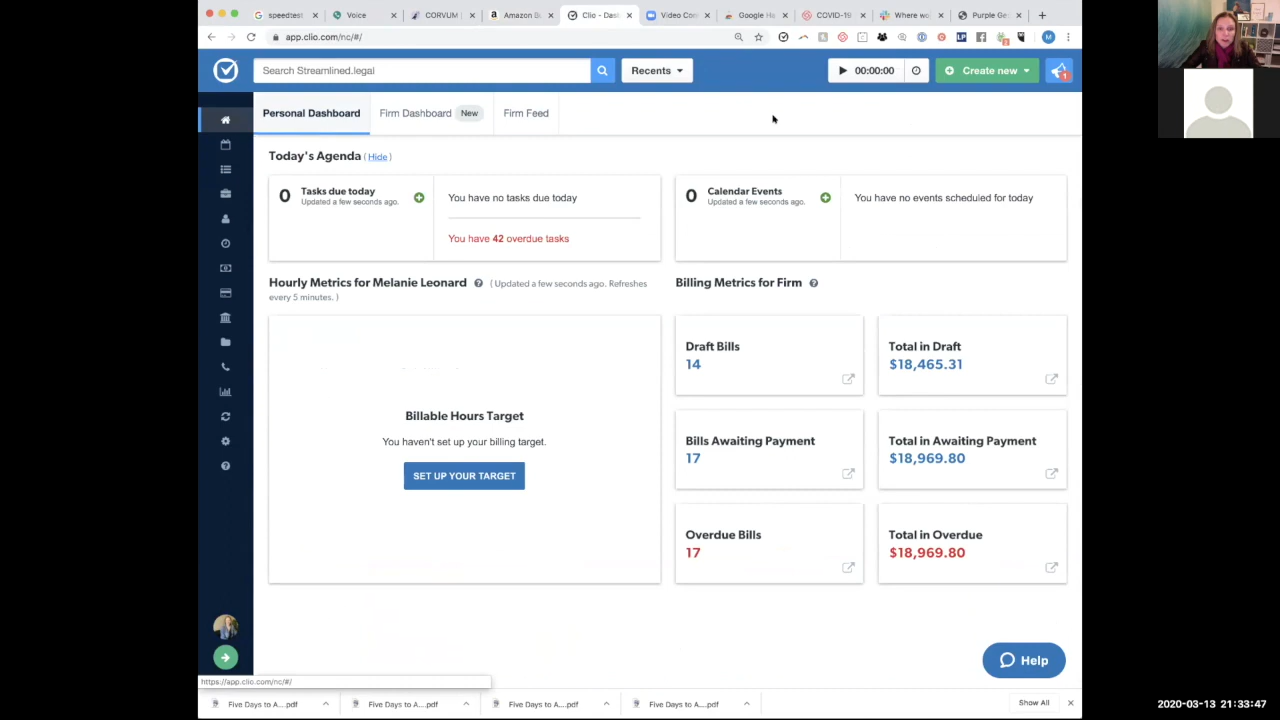 speedtest
Voice
CORVUM
Amazon Bu
Clio - Das
Video Con
Google Ha
COVID-19
Where wo
Purple Ge
app.clio.com/nc/#/
Search Streamlined.legal
Recents
00:00:00
Create new
1
Personal Dashboard
Firm Dashboard New
Firm Feed
Today's Agenda (Hide)
0 Tasks due today
Updated a few seconds ago.
You have no tasks due today
You have 42 overdue tasks
0 Calendar Events
Updated a few seconds ago.
You have no events scheduled for today
Hourly Metrics for Melanie Leonard (Updated a few seconds ago. Refreshes
every 5 minutes. )
Billing Metrics for Firm
Billable Hours Target
You haven't set up your billing target.
SET UP YOUR TARGET
Draft Bills
14
Total in Draft
$18,465.31
Bills Awaiting Payment
17
Total in Awaiting Payment
$18,969.80
Overdue Bills
17
Total in Overdue
$18,969.80
Help
https://app.clio.com/nc/#/
Five Days to A....pdf
Five Days to A....pdf
Five Days to A....pdf
Five Days to A....pdf
Show All
2020-03-13 21:33:47